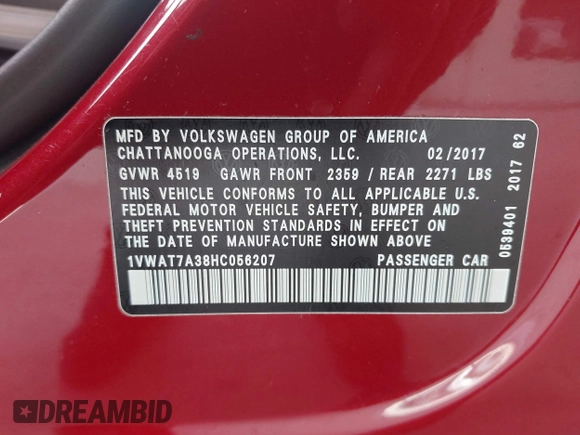 MFD BY VOLKSWAGEN GROUP OF AMERICA
CHATTANOOGA OPERATIONS, LLC. 02/2017
GVWR 4519 GAWR FRONT 2359 / REAR 2271 LBS
THIS VEHICLE CONFORMS TO ALL APPLICABLE U.S.
FEDERAL MOTOR VEHICLE SAFETY, BUMPER AND
THEFT PREVENTION STANDARDS IN EFFECT ON
THE DATE OF MANUFACTURE SHOWN ABOVE
1VWAT7A38HC056207 PASSENGER CAR
0539401 2017 62
DREAMBID